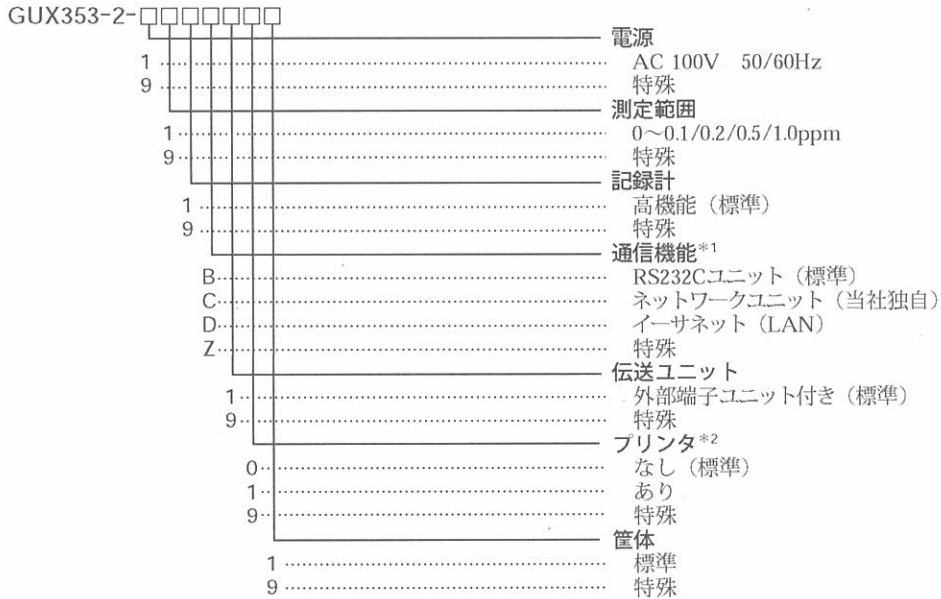 GUX353-2-□□□□□□□
電源
1 AC 100V 50/60Hz
9 特殊
測定範囲
1 0～0.1/0.2/0.5/1.0ppm
9 特殊
記録計
1 高機能（標準）
9 特殊
通信機能*1
B RS232Cユニット（標準）
C ネットワークユニット（当社独自）
D イーサネット（LAN）
Z 特殊
伝送ユニット
1 外部端子ユニット付き（標準）
9 特殊
プリンタ*2
0 なし（標準）
1 あり
9 特殊
筐体
1 標準
9 特殊